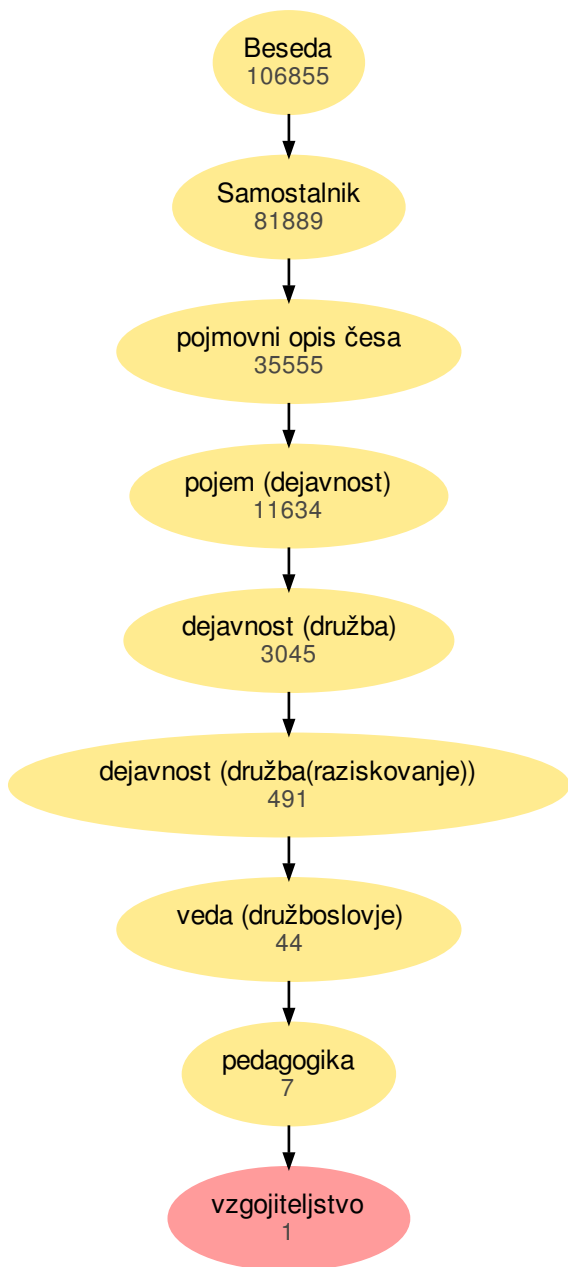 Beseda
106855
Samostalnik
81889
pojmovni opis česa
35555
pojem (dejavnost)
11634
dejavnost (družba)
3045
dejavnost (družba(raziskovanje))
491
veda (družboslovje)
44
pedagogika
7
vzgojiteljstvo
1